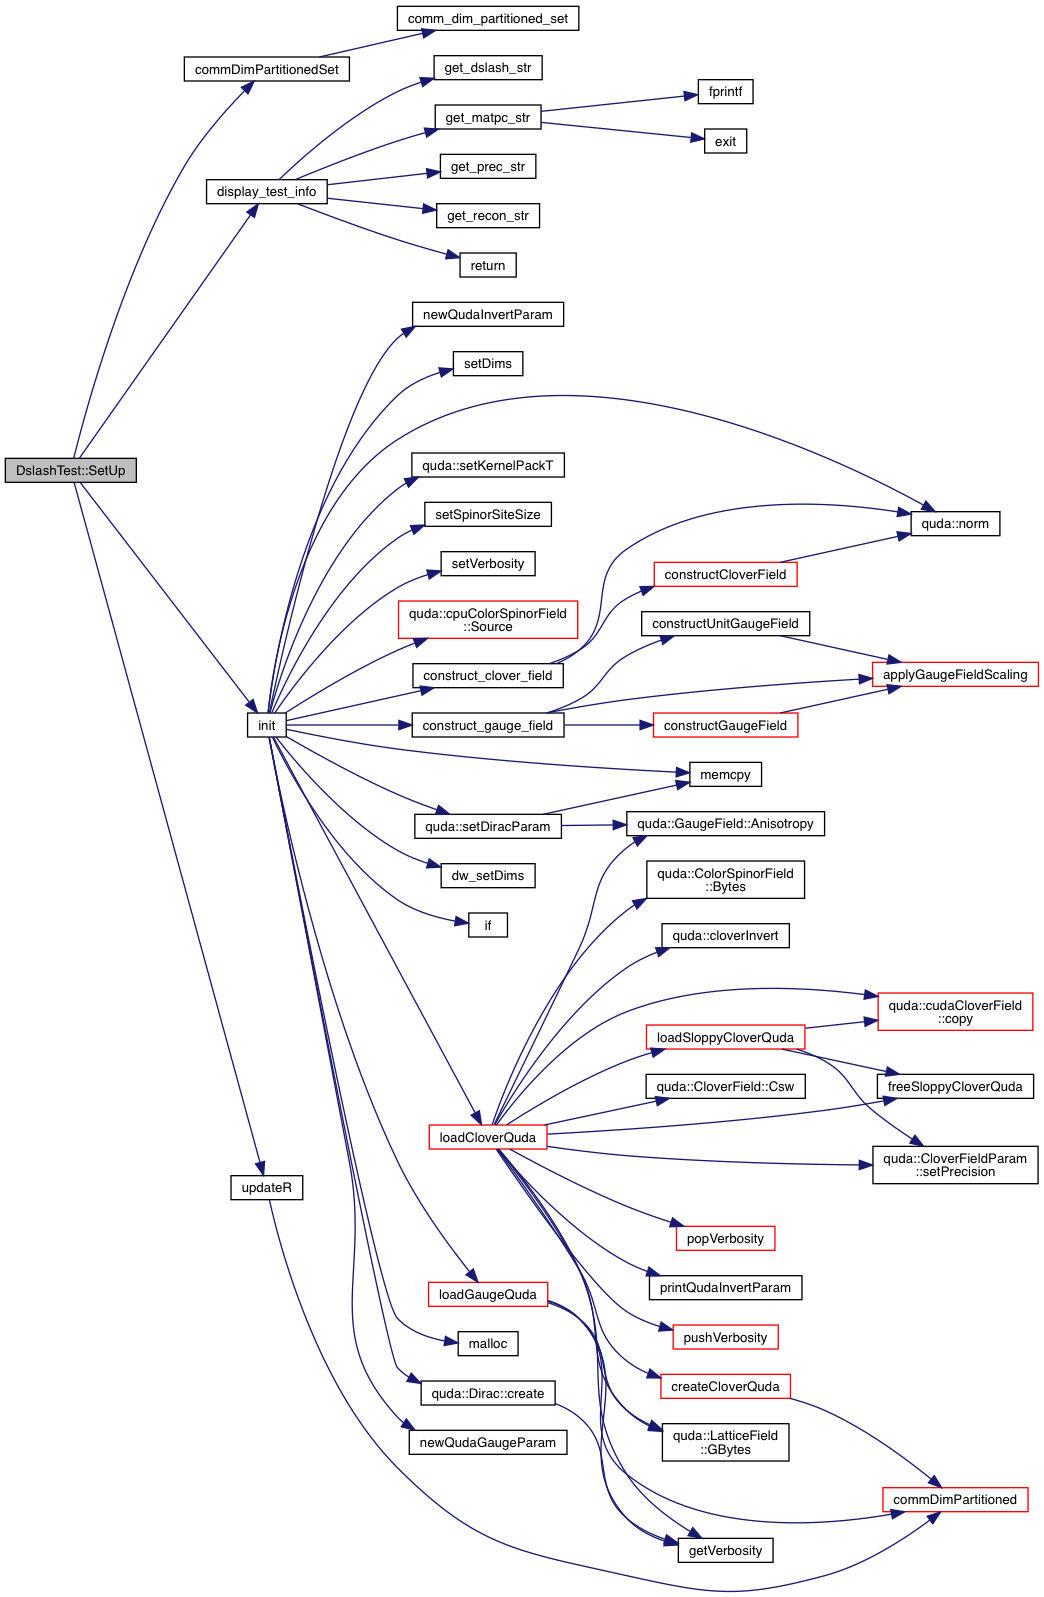 comm_dim_partitioned_set
commDimPartitionedSet
get_dslash_str
fprintf
get_matpc_str
exit
get_prec_str
display_test_info
get_recon_str
return
newQudaInvertParam
setDims
DslashTest::SetUp
quda::setKernelPackT
setSpinorSiteSize
quda::norm
setVerbosity
constructCloverField
quda::cpuColorSpinorField
::Source
constructUnitGaugeField
construct_clover_field
applyGaugeFieldScaling
init
construct_gauge_field
constructGaugeField
memcpy
quda::setDiracParam
quda::GaugeField::Anisotropy
dw_setDims
quda::ColorSpinorField
::Bytes
if
quda::cloverInvert
quda::cudaCloverField
::copy
loadSloppyCloverQuda
quda::CloverField::Csw
freeSloppyCloverQuda
loadCloverQuda
quda::CloverFieldParam
::setPrecision
updateR
popVerbosity
printQudaInvertParam
loadGaugeQuda
pushVerbosity
malloc
createCloverQuda
quda::Dirac::create
quda::LatticeField
::GBytes
newQudaGaugeParam
commDimPartitioned
getVerbosity